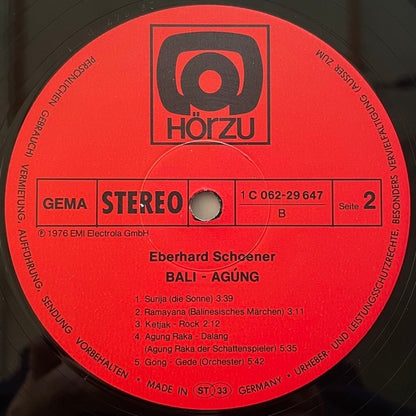 HÖRZU
GEMA STEREO 1 C 062-29 647 B Seite 2
Ⓟ 1976 EMI Electrola GmbH
Eberhard Schoener
BALI - AGÚNG
1. Surija (die Sonne) 3:39
2. Ramayana (Balinesisches Märchen) 3:11
3. Ketjak - Rock 2:12
4. Agung Raka - Dalang
(Agung Raka der Schattenspieler) 5:35
5. Gong - Gede (Orchester) 5:42
MADE IN ST 33 GERMANY · URHEBER- UND LEISTUNGSSCHUTZRECHTE, BESONDERS VERVIELFÄLTIGUNG (AUSSER ZUM PERSÖNLICHEN GEBRAUCH) VERMIETUNG, AUFFÜHRUNG, SENDUNG VORBEHALTEN ·